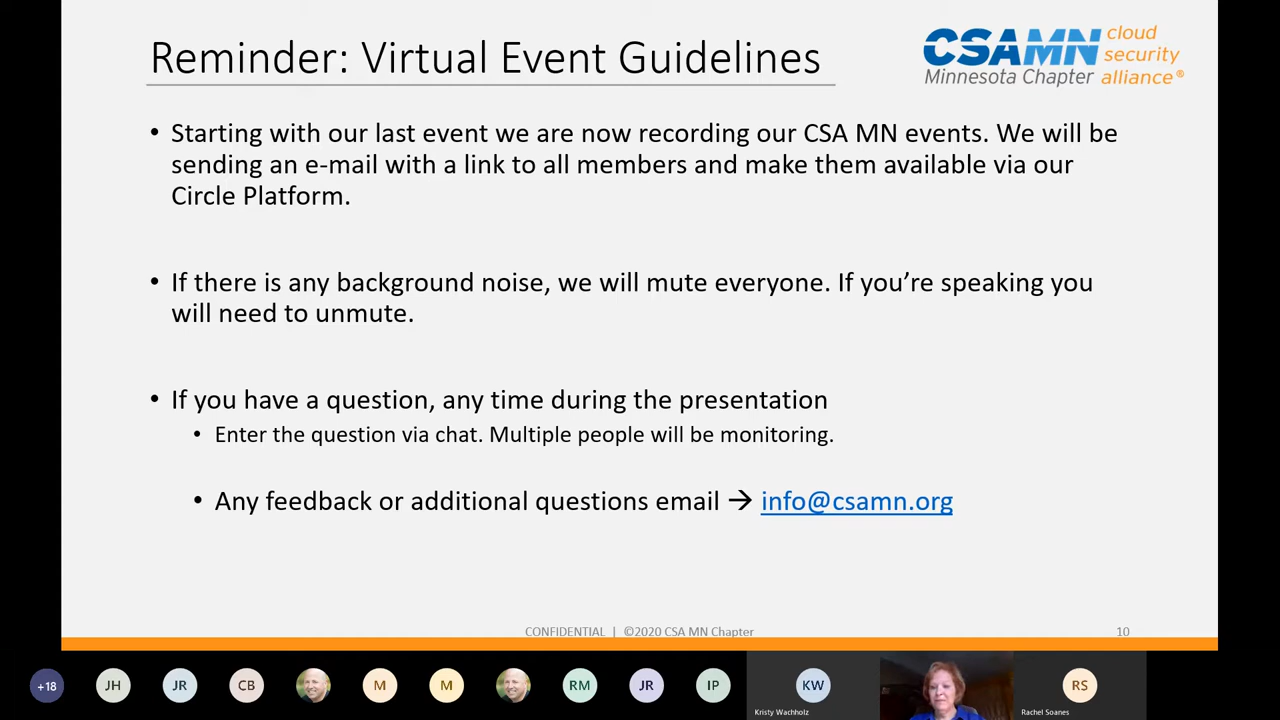 Reminder: Virtual Event Guidelines
CSAMN cloud
security
Minnesota Chapter alliance®
• Starting with our last event we are now recording our CSA MN events. We will be
sending an e-mail with a link to all members and make them available via our
Circle Platform.
• If there is any background noise, we will mute everyone. If you’re speaking you
will need to unmute.
• If you have a question, any time during the presentation
• Enter the question via chat. Multiple people will be monitoring.
• Any feedback or additional questions email → info@csamn.org
CONFIDENTIAL | ©2020 CSA MN Chapter 10
+18 JH JR CB M M RM JR IP KW RS
Kristy Wachholz Rachel Soanes